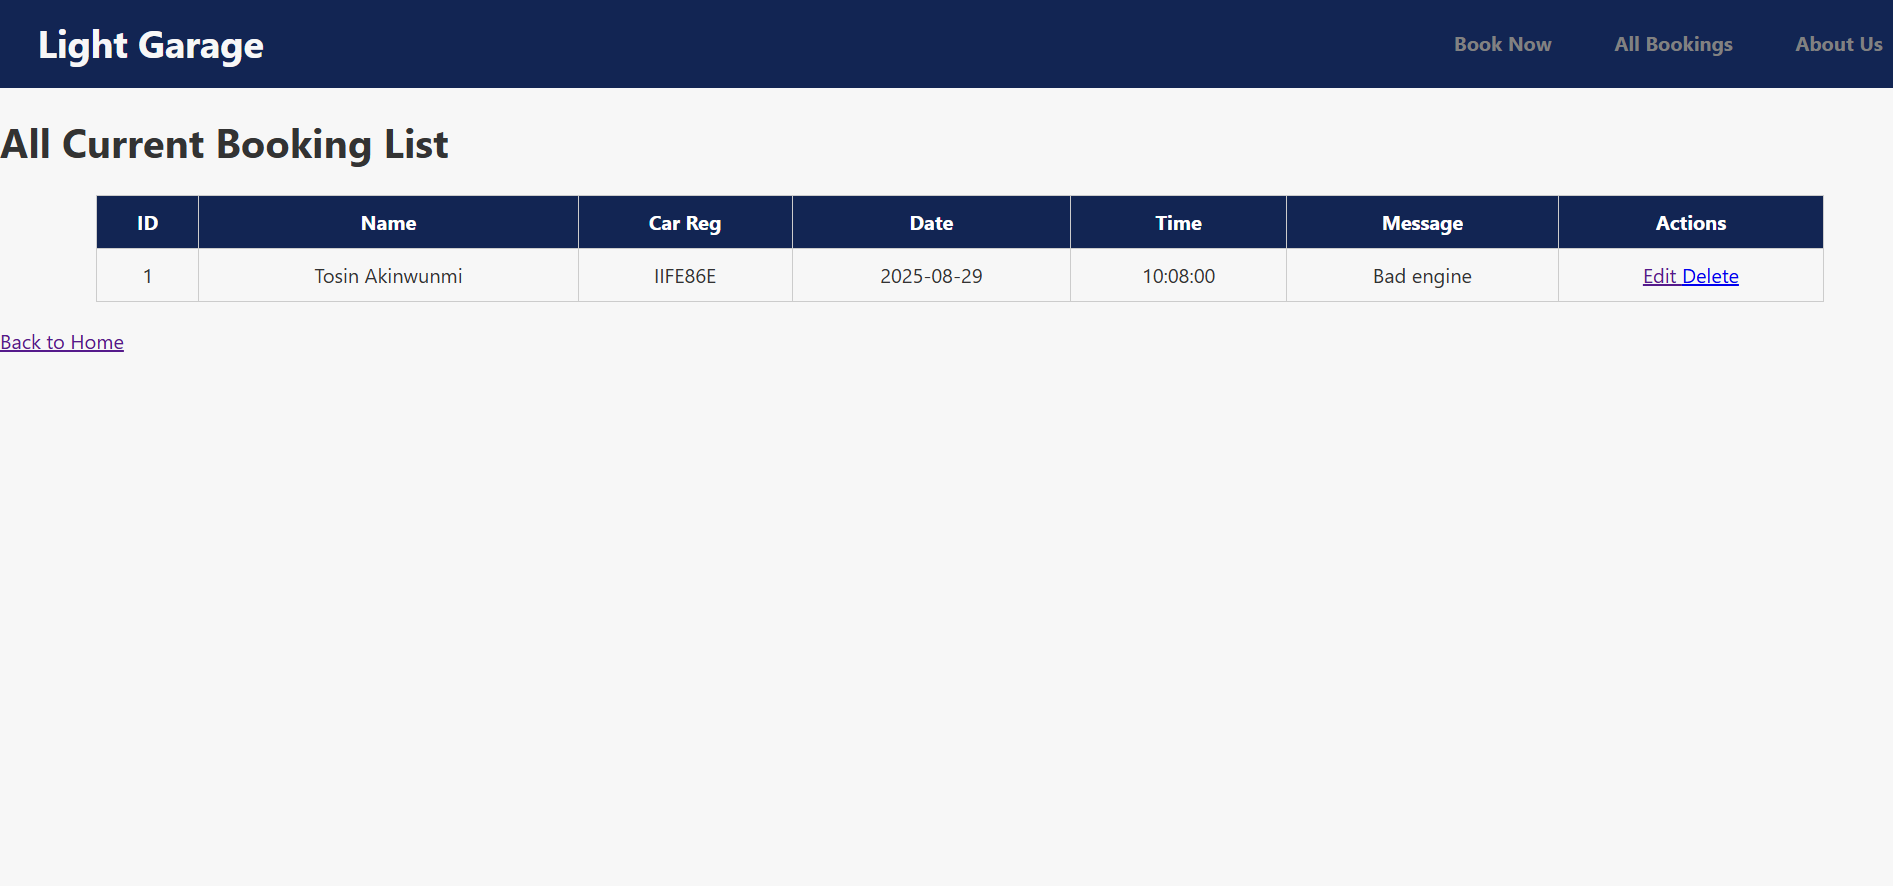 Light Garage Book Now All Bookings About Us
All Current Booking List
ID Name Car Reg Date Time Message Actions
1 Tosin Akinwunmi IIFE86E 2025-08-29 10:08:00 Bad engine Edit Delete
Back to Home